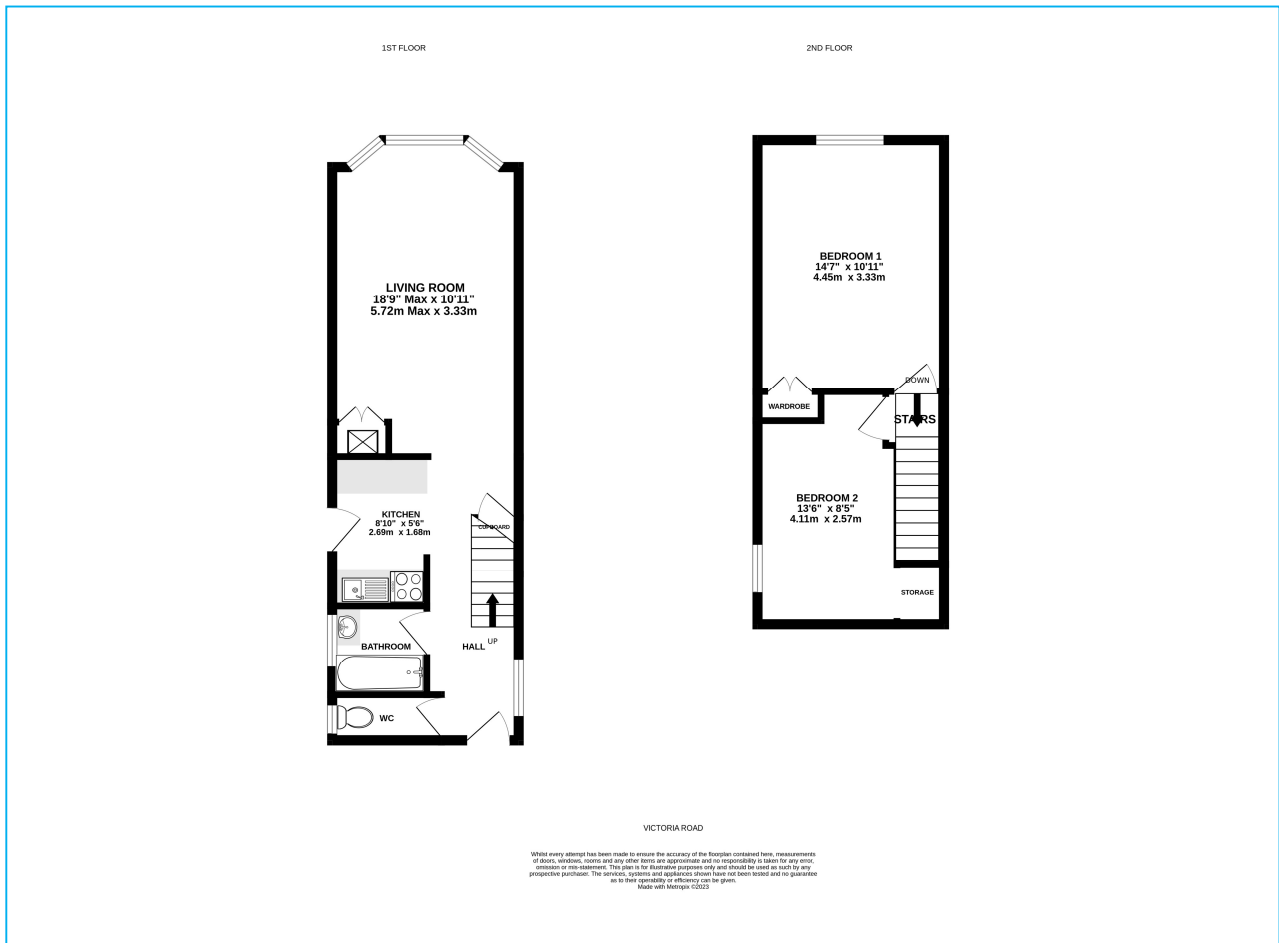 1ST FLOOR
2ND FLOOR
LIVING ROOM
18'9" Max x 10'11"
5.72m Max x 3.33m
KITCHEN
8'10" x 5'6"
2.69m x 1.68m
CUPBOARD
BATHROOM
HALL
UP
WC
BEDROOM 1
14'7" x 10'11"
4.45m x 3.33m
DOWN
WARDROBE
STAIRS
BEDROOM 2
13'6" x 8'5"
4.11m x 2.57m
STORAGE
VICTORIA ROAD
Whilst every attempt has been made to ensure the accuracy of the floorplan contained here, measurements
of doors, windows, rooms and any other items are approximate and no responsibility is taken for any error,
omission or mis-statement. This plan is for illustrative purposes only and should be used as such by any
prospective purchaser. The services, systems and appliances shown have not been tested and no guarantee
as to their operability or efficiency can be given.
Made with Metropix ©2023